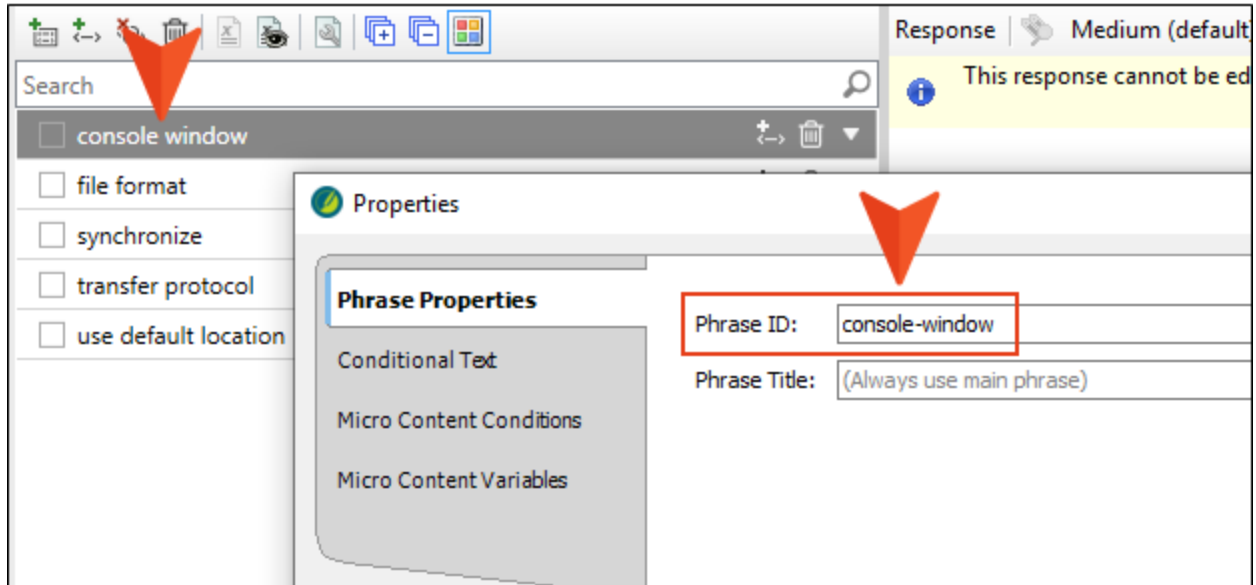 Response Medium (default)
Search
This response cannot be ed
console window
file format
synchronize
transfer protocol
use default location
Properties
Phrase Properties
Conditional Text
Micro Content Conditions
Micro Content Variables
Phrase ID: console-window
Phrase Title: (Always use main phrase)